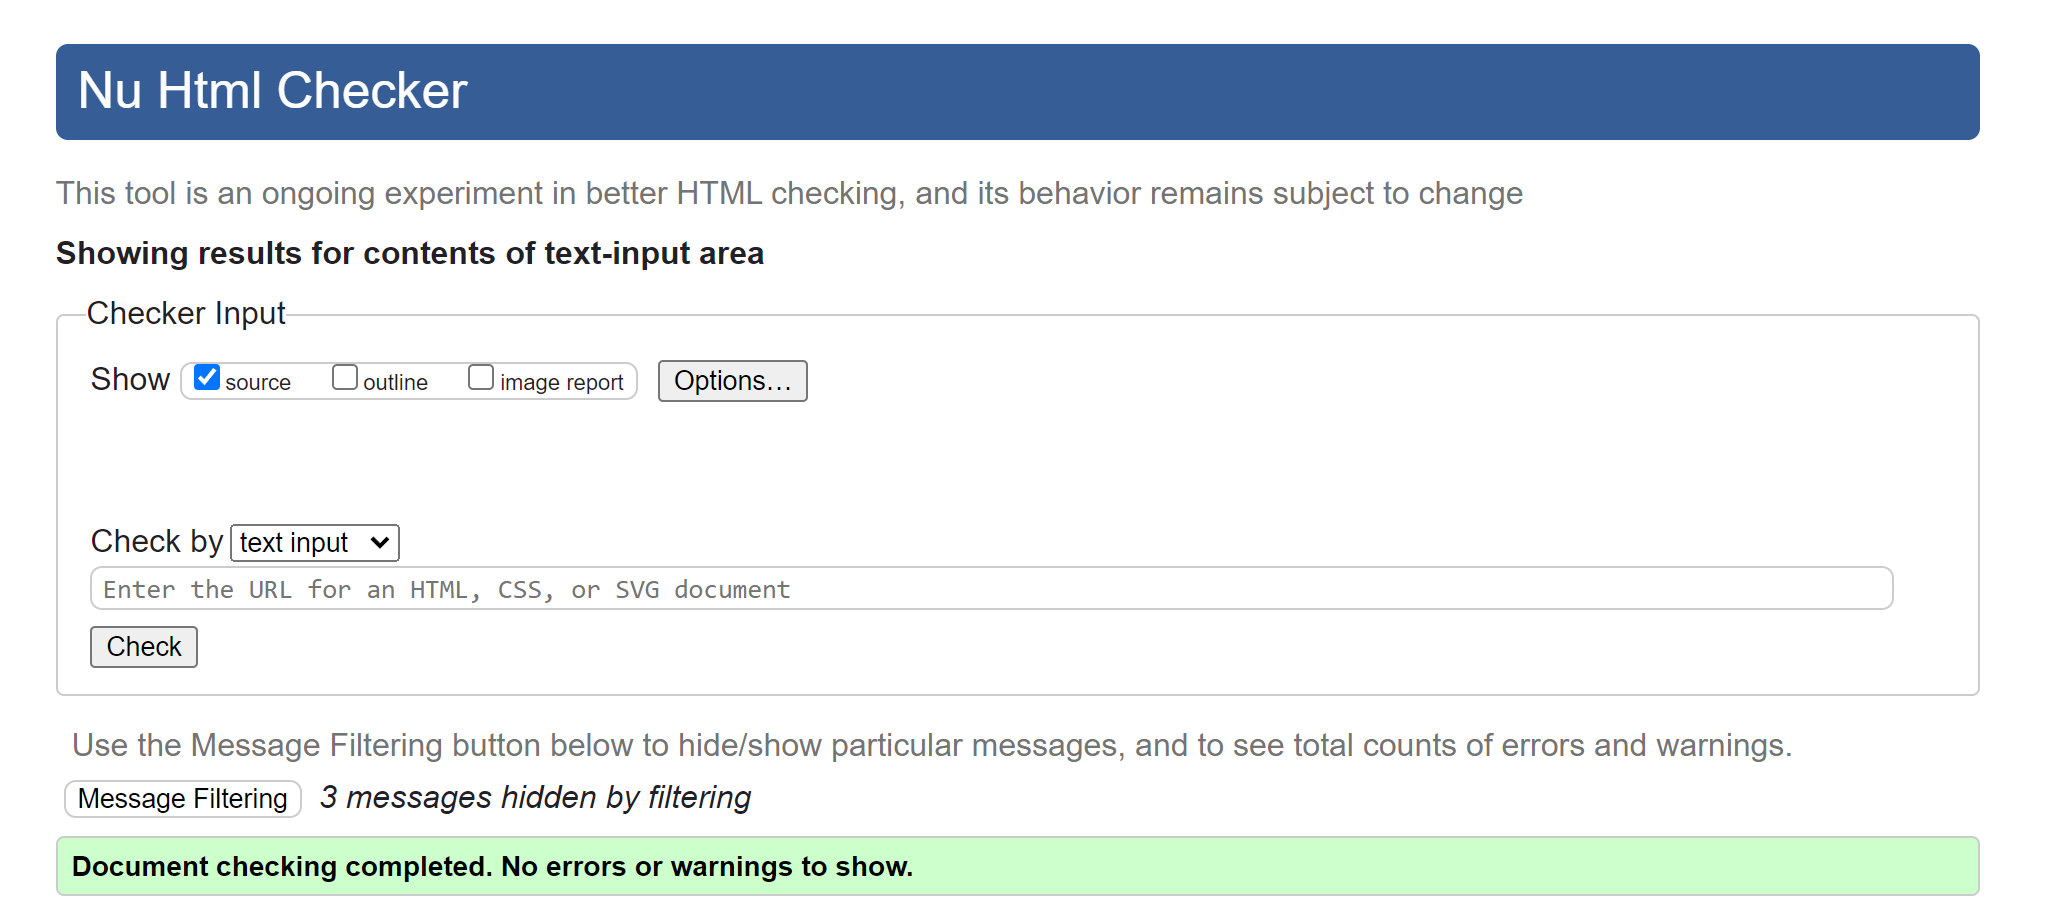 Nu Html Checker
This tool is an ongoing experiment in better HTML checking, and its behavior remains subject to change
Showing results for contents of text-input area
Checker Input
Show source outline image report Options…
Check by text input
Enter the URL for an HTML, CSS, or SVG document
Check
Use the Message Filtering button below to hide/show particular messages, and to see total counts of errors and warnings.
Message Filtering 3 messages hidden by filtering
Document checking completed. No errors or warnings to show.